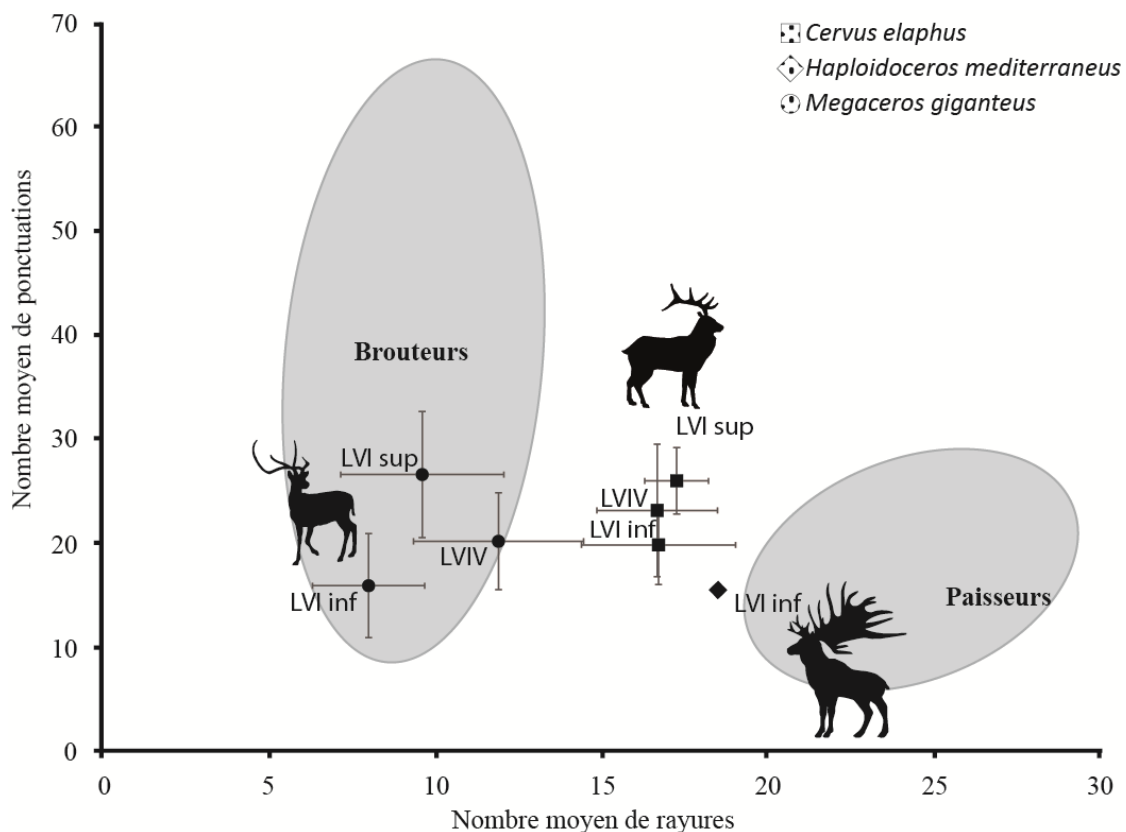 70
60
50
40
30
20
10
0
Nombre moyen de ponctuations
Cervus elaphus
Haploidoceros mediterraneus
Megaceros giganteus
Brouteurs
LVI sup
LVI sup
LVIV
LVIV
LVI inf
LVI inf
LVI inf
Paisseurs
0 5 10 15 20 25 30
Nombre moyen de rayures